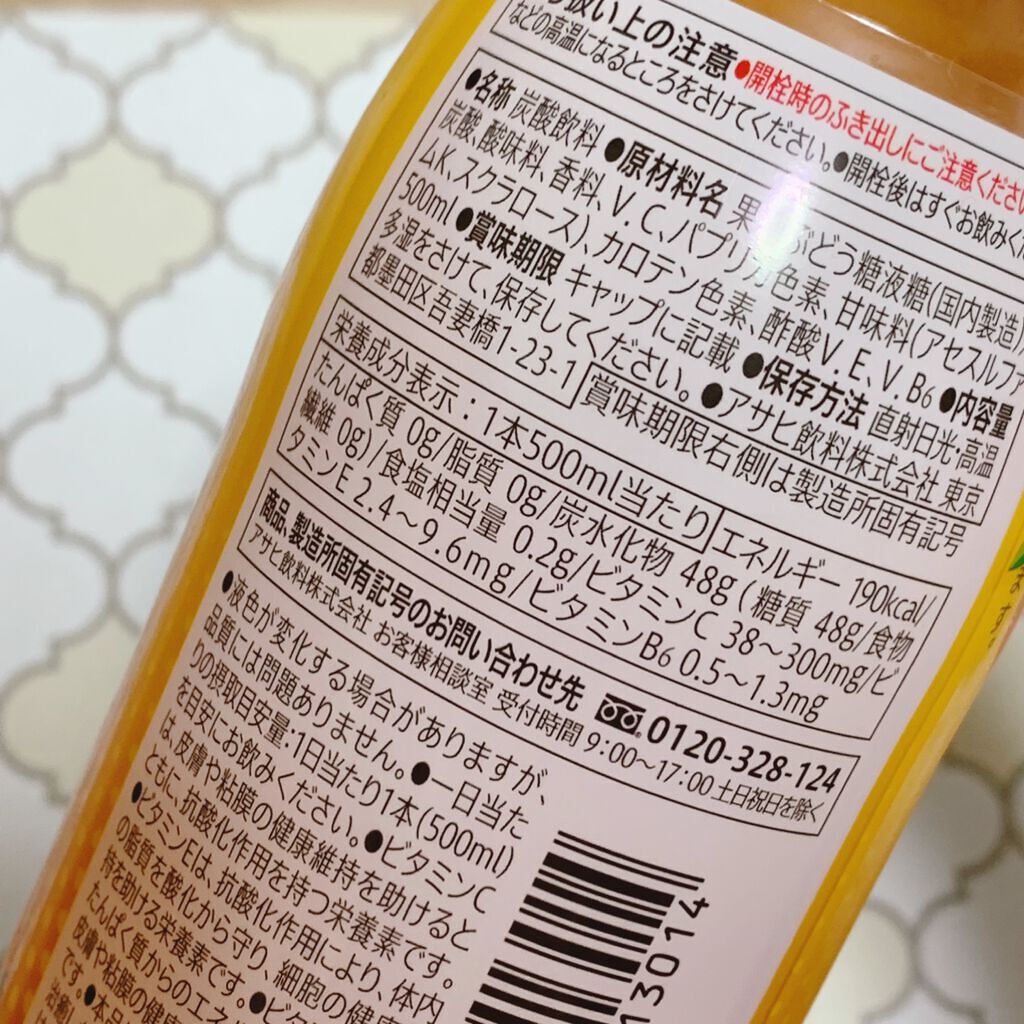 り扱い上の注意●開栓時のふき出しにご注意ください
などの高温になるところをさけてください。●開栓後はすぐお飲みくだ
●名称 炭酸飲料 ●原材料名 果糖ぶどう糖液糖(国内製造)
炭酸、酸味料、香料、V.C、パプリカ色素、甘味料(アセスルファ
ムK、スクラロース)、カロテン色素、酢酸V.E、V.B6 ●内容量
500ml ●賞味期限 キャップに記載 ●保存方法 直射日光・高温
多湿をさけて、保存してください。 ●アサヒ飲料株式会社 東京
都墨田区吾妻橋1-23-1 賞味期限右側は製造所固有記号
栄養成分表示：1本500ml当たり エネルギー 190kcal/
たんぱく質 0g/脂質 0g/炭水化物 48g (糖質 48g/食物
繊維 0g)/食塩相当量 0.2g/ビタミンC 38～300mg/ビ
タミンE 2.4～9.6mg/ビタミンB6 0.5～1.3mg
商品、製造所固有記号のお問い合わせ先 0120-328-124
アサヒ飲料株式会社 お客様相談室 受付時間 9:00～17:00 土日祝日を除く
●液色が変化する場合がありますが、
品質には問題ありません。 ●一日当た
りの摂取目安量:1日当たり1本(500ml)
を目安にお飲みください。 ●ビタミンC
は、皮膚や粘膜の健康維持を助けると
ともに、抗酸化作用を持つ栄養素です。
●ビタミンEは、抗酸化作用により、体内
の脂質を酸化から守り、細胞の健康
持を助ける栄養素です。●ビタ
たんぱく質からのエネ
皮膚や粘膜の健康
です。●本品
13014